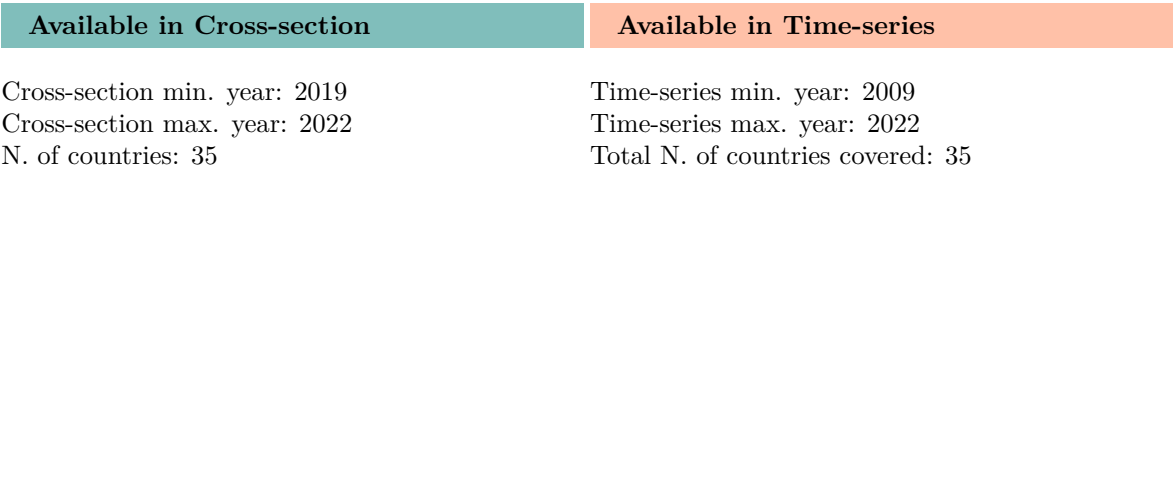 Available in Cross-section
Cross-section min. year: 2019
Cross-section max. year: 2022
N. of countries: 35
Available in Time-series
Time-series min. year: 2009
Time-series max. year: 2022
Total N. of countries covered: 35